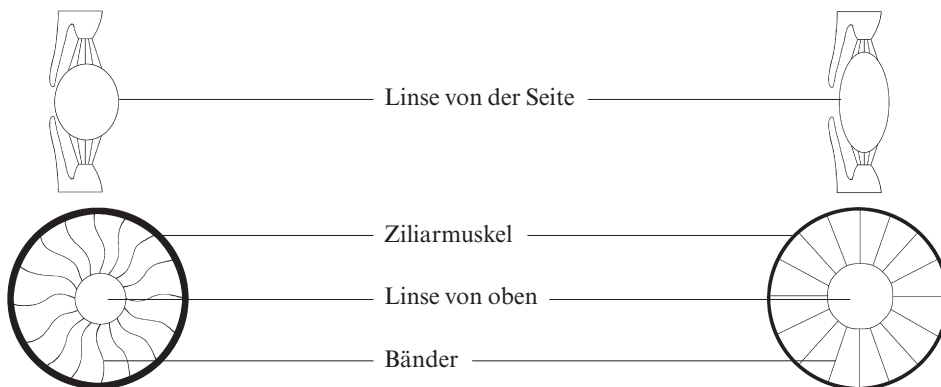 Linse von der Seite
Ziliarmuskel
Linse von oben
Bänder